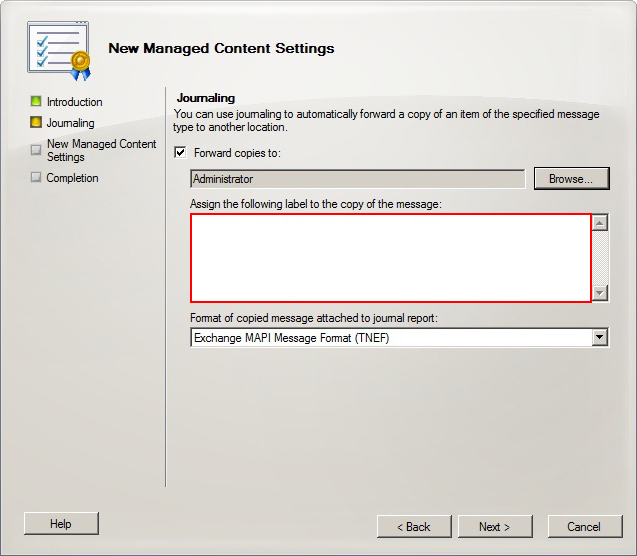 New Managed Content Settings
Introduction
Journaling
New Managed Content
Settings
Completion
Journaling
You can use journaling to automatically forward a copy of an item of the specified message
type to another location.
Forward copies to:
Administrator
Browse...
Assign the following label to the copy of the message:
Format of copied message attached to journal report:
Exchange MAPI Message Format (TNEF)
Help
< Back
Next >
Cancel